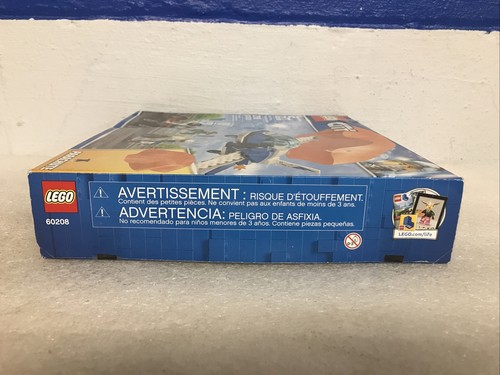 LEGO
60208
AVERTISSEMENT : RISQUE D'ÉTOUFFEMENT.
Contient des petites pièces. Ne convient pas aux enfants de moins de 3 ans.
ADVERTENCIA: PELIGRO DE ASFIXIA.
No recomendado para niños menores de 3 años. Contiene piezas pequeñas.
LEGO.com/life